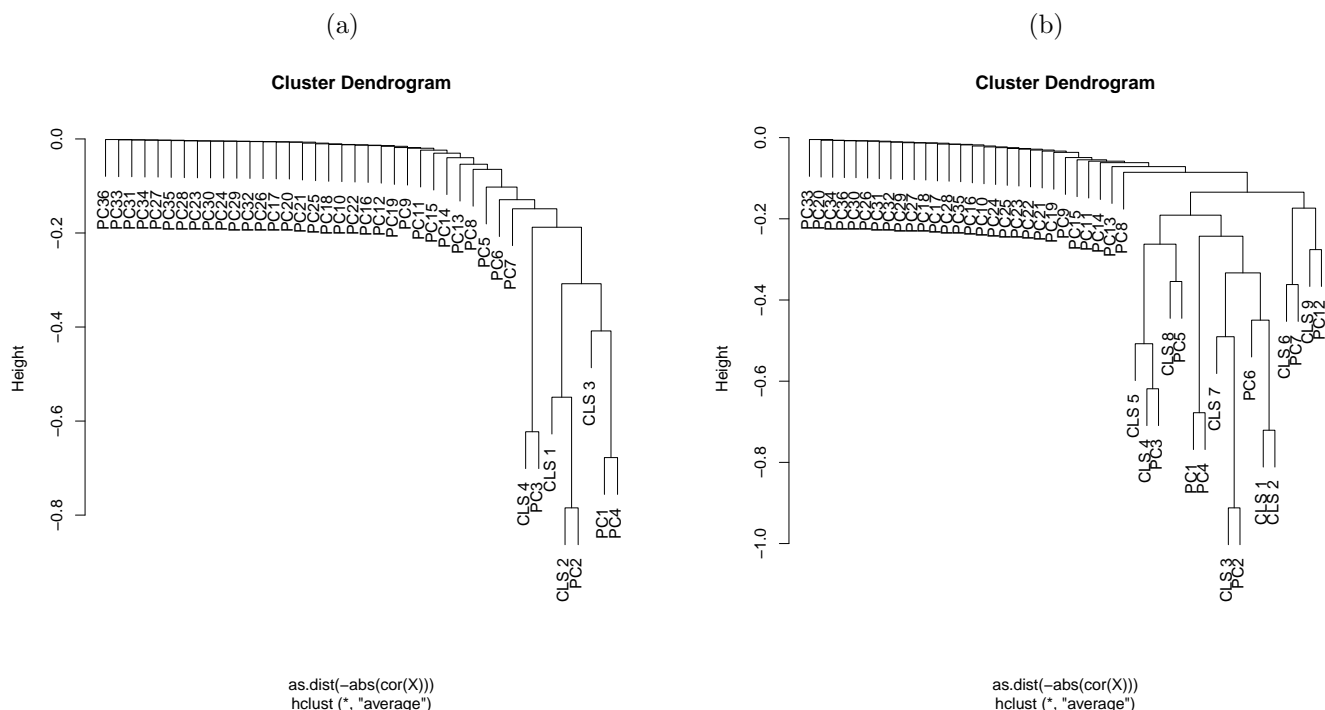 (a)
Cluster Dendrogram
Height
0.0
−0.2
−0.4
−0.6
−0.8
PC36
PC33
PC31
PC34
PC27
PC35
PC28
PC23
PC30
PC24
PC29
PC32
PC26
PC17
PC20
PC21
PC25
PC18
PC10
PC22
PC16
PC12
PC19
PC9
PC11
PC15
PC14
PC13
PC8
PC5
PC6
PC7
CLS 4
PC3
CLS 1
CLS 2
PC2
CLS 3
PC1
PC4
as.dist(−abs(cor(X)))
hclust (*, "average")
(b)
Cluster Dendrogram
Height
0.0
−0.2
−0.4
−0.6
−0.8
−1.0
PC33
PC20
PC34
PC36
PC30
PC26
PC31
PC32
PC29
PC27
PC18
PC17
PC28
PC35
PC16
PC10
PC24
PC25
PC23
PC22
PC21
PC19
PC9
PC15
PC11
PC14
PC13
PC8
CLS 5
CLS 4
PC3
CLS 8
PC5
PC1
PC4
CLS 7
CLS 3
PC2
PC6
CLS 1
CLS 2
CLS 6
PC7
CLS 9
PC12
as.dist(−abs(cor(X)))
hclust (*, "average")